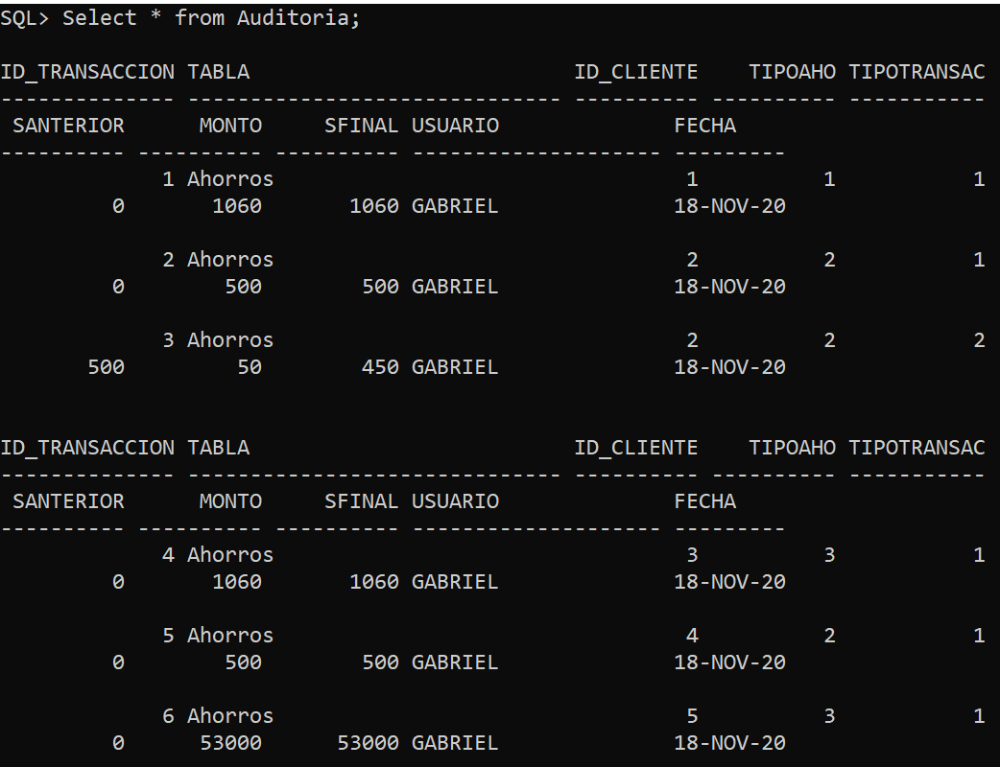 SQL> Select * from Auditoria;
ID_TRANSACCION TABLA                          ID_CLIENTE    TIPOAHO TIPOTRANSAC
-------------- ------------------------------ ---------- ---------- -----------
 SANTERIOR      MONTO     SFINAL USUARIO              FECHA
---------- ---------- ---------- -------------------- ---------
             1 Ahorros                                 1          1           1
         0       1060       1060 GABRIEL              18-NOV-20
             2 Ahorros                                 2          2           1
         0        500        500 GABRIEL              18-NOV-20
             3 Ahorros                                 2          2           2
       500         50        450 GABRIEL              18-NOV-20
ID_TRANSACCION TABLA                          ID_CLIENTE    TIPOAHO TIPOTRANSAC
-------------- ------------------------------ ---------- ---------- -----------
 SANTERIOR      MONTO     SFINAL USUARIO              FECHA
---------- ---------- ---------- -------------------- ---------
             4 Ahorros                                 3          3           1
         0       1060       1060 GABRIEL              18-NOV-20
             5 Ahorros                                 4          2           1
         0        500        500 GABRIEL              18-NOV-20
             6 Ahorros                                 5          3           1
         0      53000      53000 GABRIEL              18-NOV-20